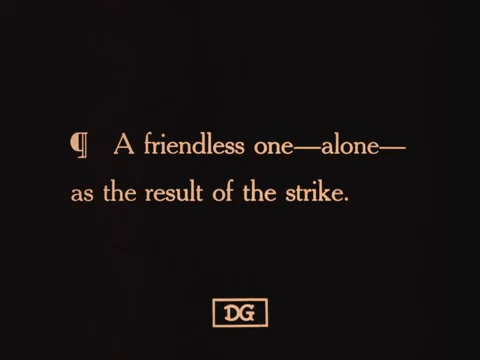 ¶ A friendless one—alone—
as the result of the strike.
DG